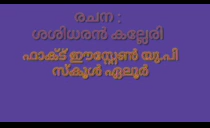 രചന :
ശശിധരൻ കല്ലേരി
ഫാക്ട് ഈസ്റ്റേൺ യു.പി
സ്കൂൾ ഏലൂർ